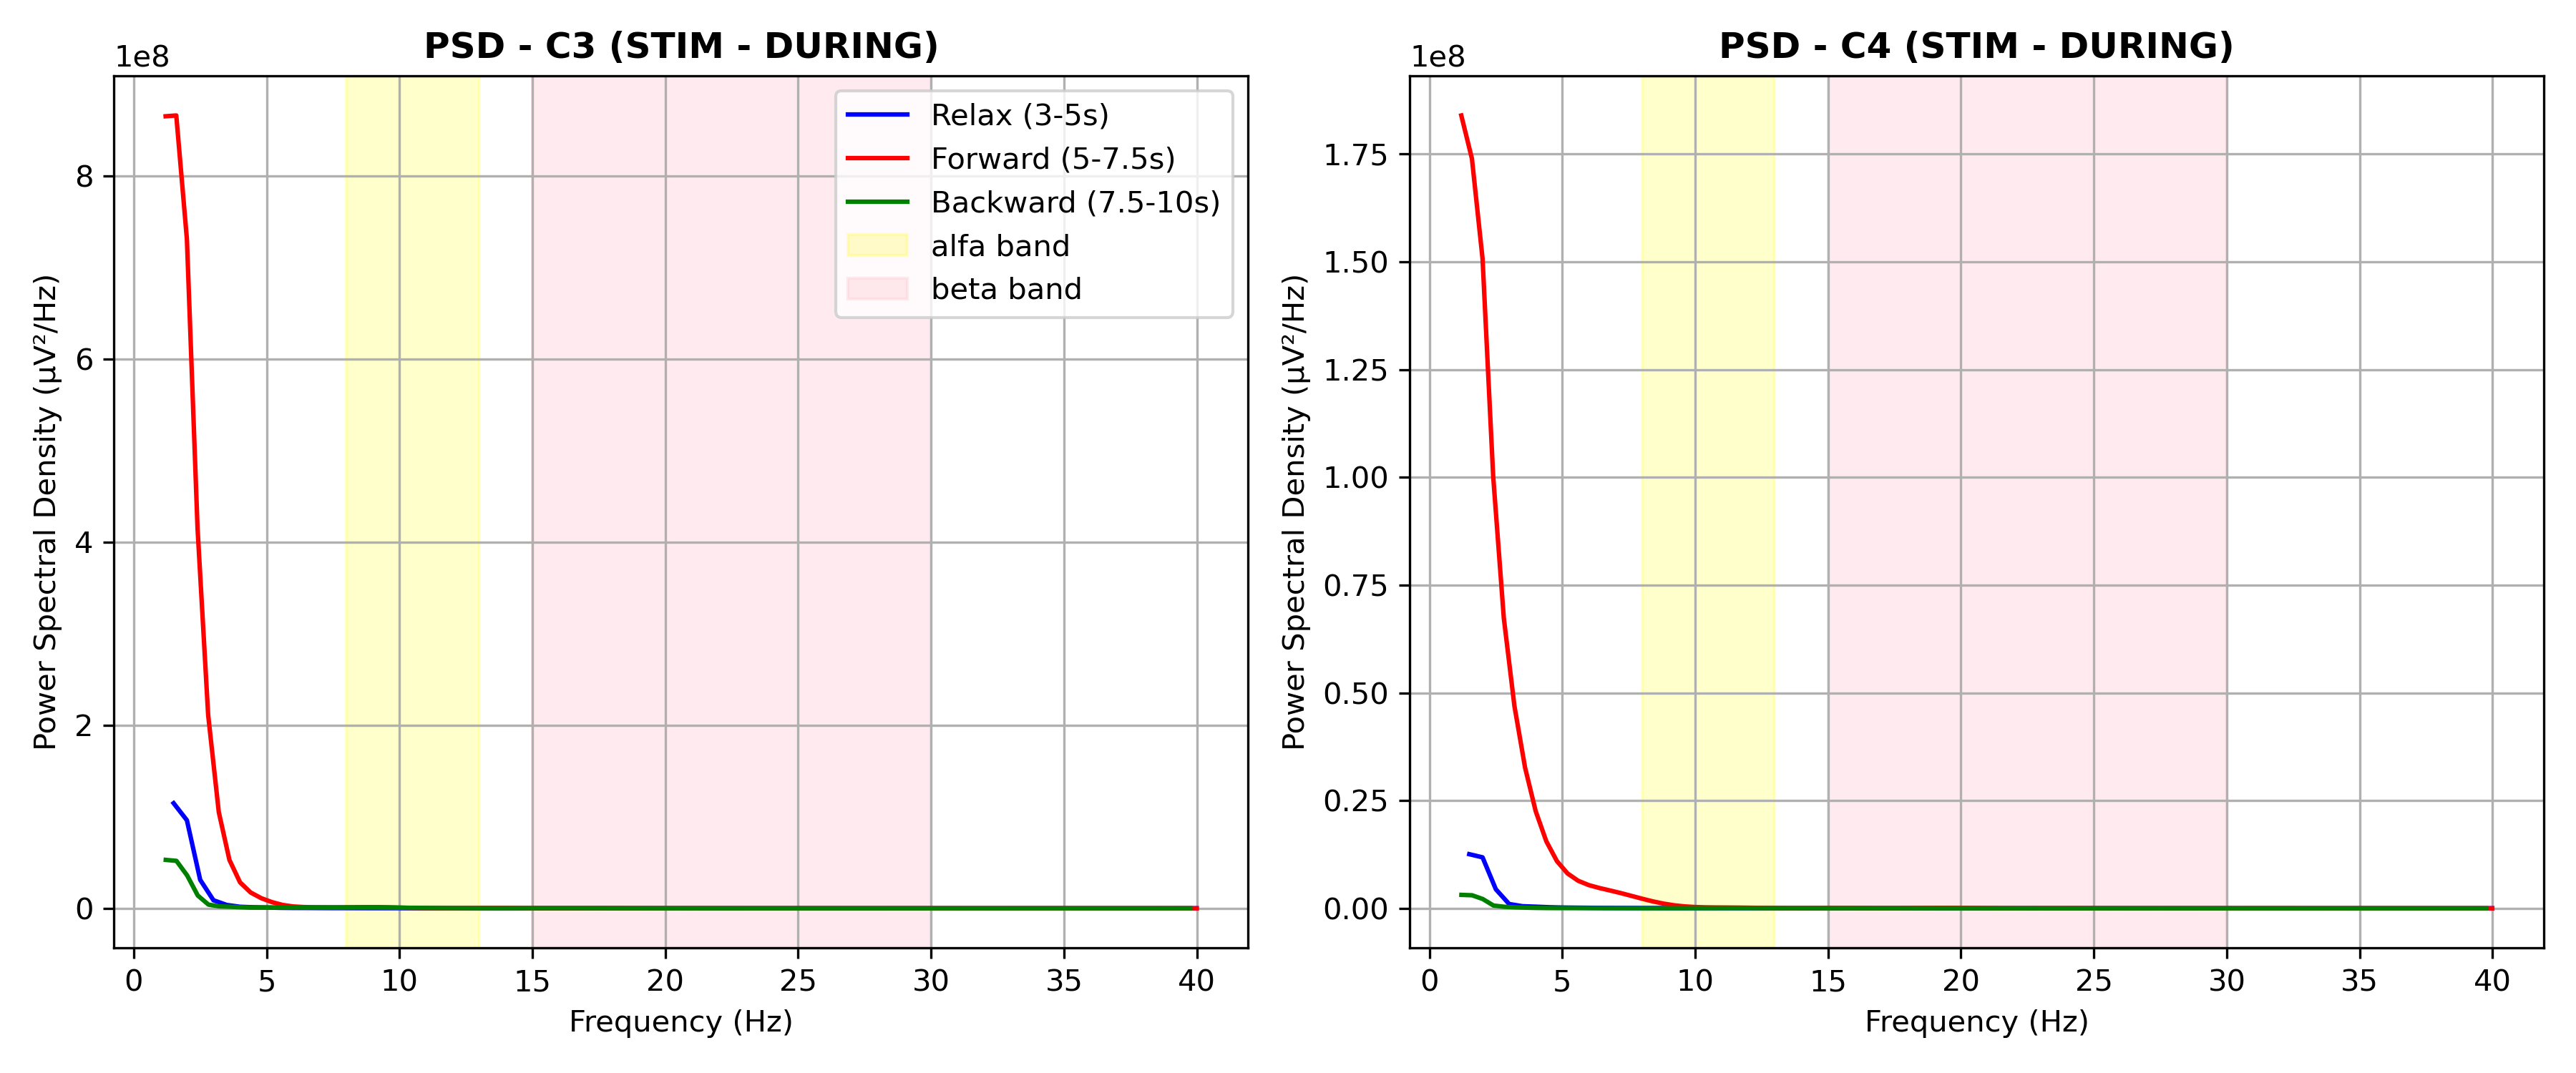 PSD - C3 (STIM - DURING)
1e8
8
6
4
2
0
Power Spectral Density (µV²/Hz)
Relax (3-5s)
Forward (5-7.5s)
Backward (7.5-10s)
alfa band
beta band
0 5 10 15 20 25 30 35 40
Frequency (Hz)
PSD - C4 (STIM - DURING)
1e8
1.75
1.50
1.25
1.00
0.75
0.50
0.25
0.00
Power Spectral Density (µV²/Hz)
0 5 10 15 20 25 30 35 40
Frequency (Hz)